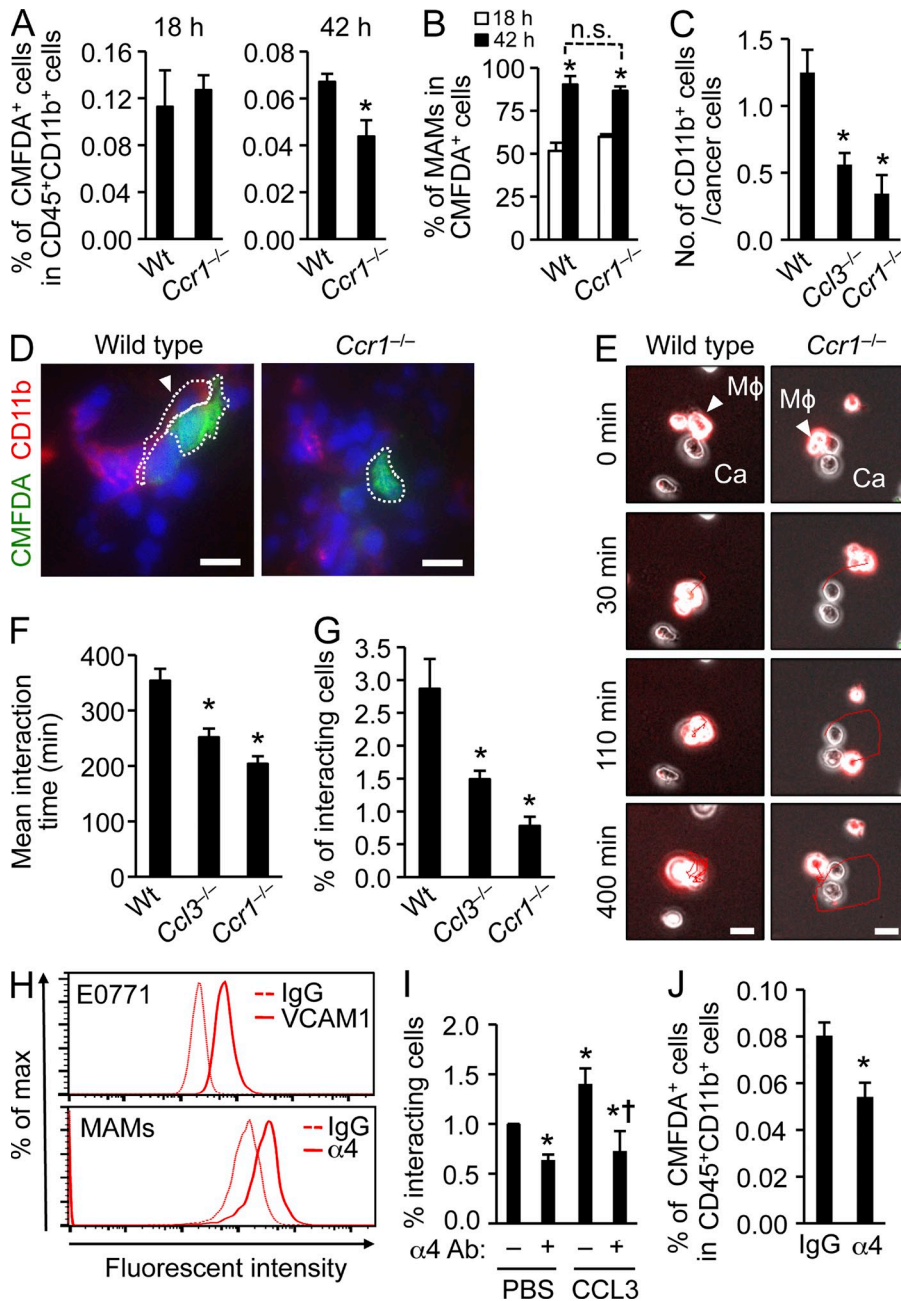 A
18 h
42 h
% of CMFDA⁺ cells
in CD45⁺CD11b⁺ cells
0.16
0.12
0.08
0.04
0.00
Wt
Ccr1⁻/⁻
0.08
0.06
0.04
0.02
0.00
*
Wt
Ccr1⁻/⁻
B
18 h
42 h
n.s.
% of MAMs in
CMFDA⁺ cells
100
75
50
25
0
*
*
Wt
Ccr1⁻/⁻
C
No. of CD11b⁺ cells
/cancer cells
1.5
1.0
0.5
0
*
*
Wt
Ccl3⁻/⁻
Ccr1⁻/⁻
D
Wild type
Ccr1⁻/⁻
CMFDA CD11b
E
Wild type
Ccr1⁻/⁻
0 min
Mϕ
Ca
Mϕ
Ca
30 min
110 min
400 min
F
Mean interaction
time (min)
400
300
200
100
0
*
*
Wt
Ccl3⁻/⁻
Ccr1⁻/⁻
G
% of interacting cells
3.5
3.0
2.5
2.0
1.5
1.0
0.5
0.0
*
*
Wt
Ccl3⁻/⁻
Ccr1⁻/⁻
H
% of max
E0771
IgG
VCAM1
MAMs
IgG
α4
Fluorescent intensity
I
% interacting cells
2.0
1.5
1.0
0.5
0.0
*
*
*†
α4 Ab: – + – +
PBS CCL3
J
% of CMFDA⁺ cells
in CD45⁺CD11b⁺ cells
0.10
0.08
0.06
0.04
0.02
0.00
*
IgG α4